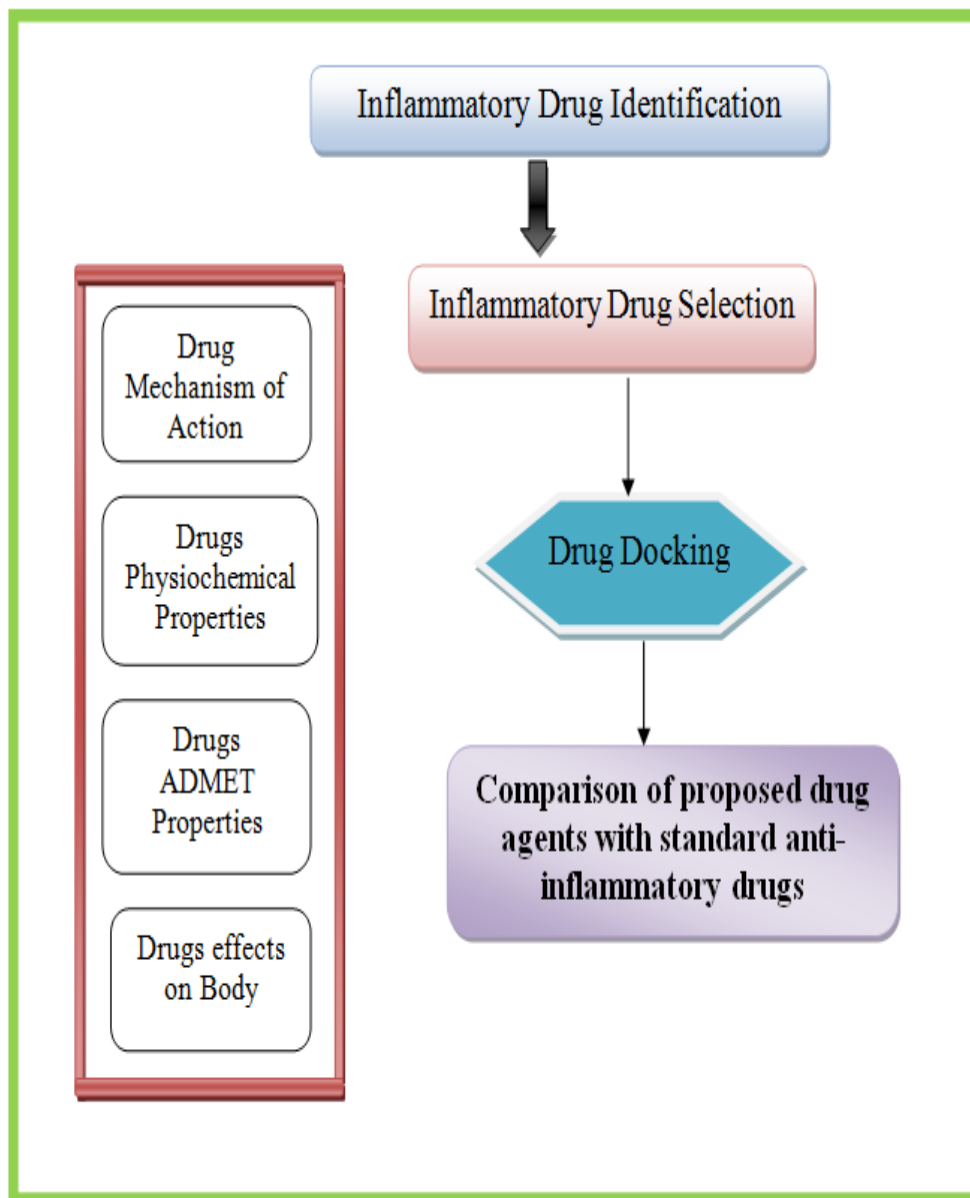 Inflammatory Drug Identification
Inflammatory Drug Selection
Drug
Mechanism of
Action
Drugs
Physiochemical
Properties
Drugs
ADMET
Properties
Drugs effects
on Body
Drug Docking
Comparison of proposed drug
agents with standard anti-
inflammatory drugs